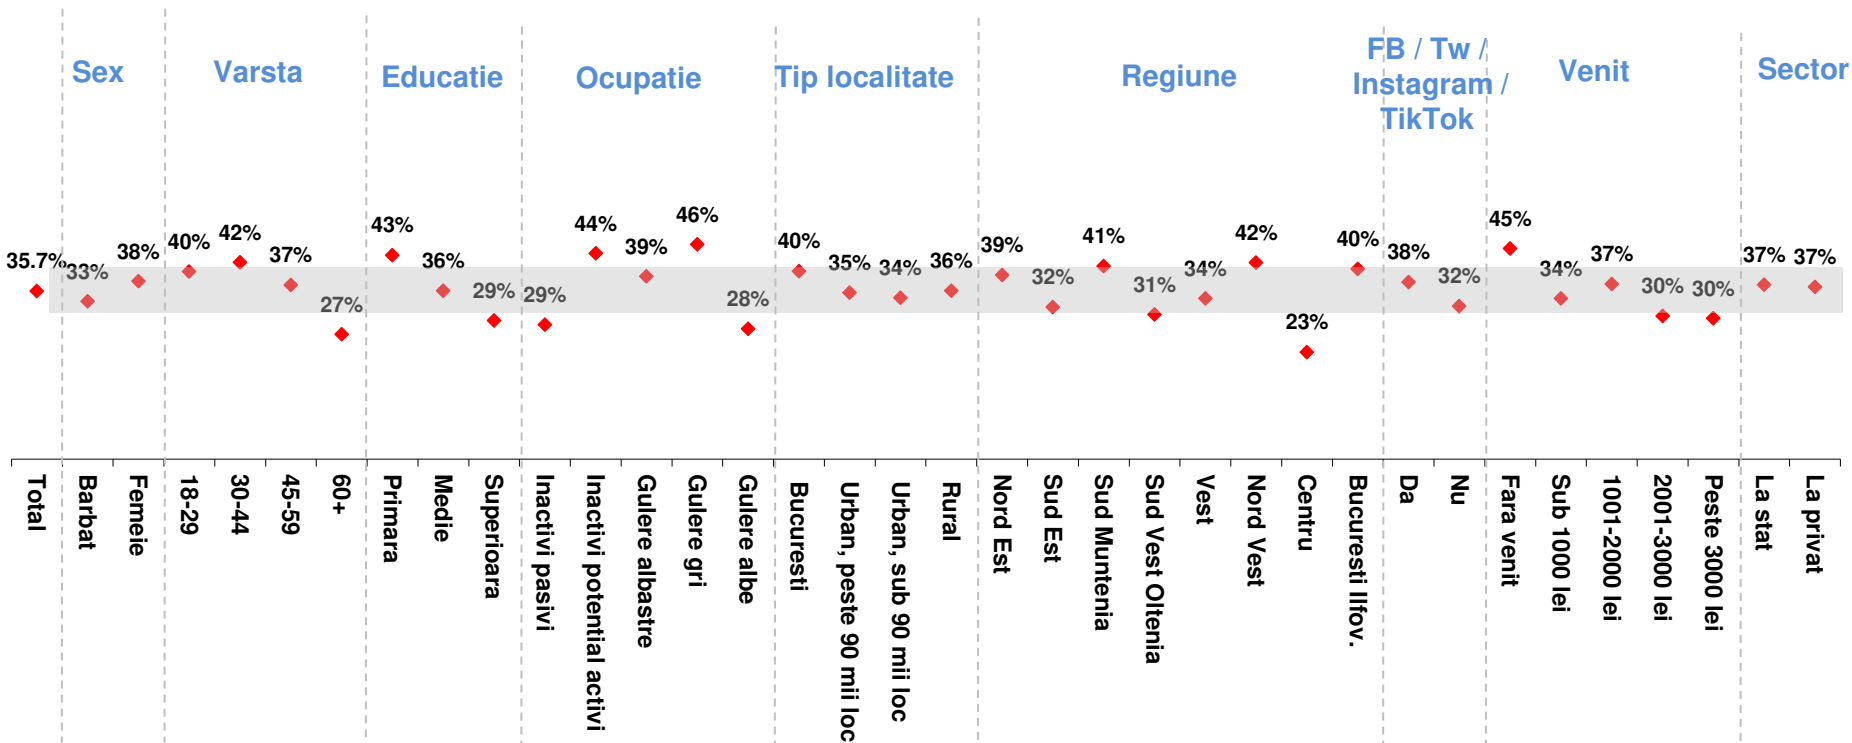 Sex
Varsta
Educatie
Ocupatie
Tip localitate
Regiune
FB / Tw /
Instagram /
TikTok
Venit
Sector
35.7%
33%
38%
40%
42%
37%
27%
43%
36%
29%
29%
44%
39%
46%
28%
40%
35%
34%
36%
39%
32%
41%
31%
34%
42%
23%
40%
38%
32%
45%
34%
37%
30%
30%
37%
37%
Total
Barbat
Femeie
18-29
30-44
45-59
60+
Primara
Medie
Superioara
Inactivi pasivi
Inactivi potential activi
Gulere albastre
Gulere gri
Gulere albe
Bucuresti
Urban, peste 90 mii loc
Urban, sub 90 mii loc
Rural
Nord Est
Sud Est
Sud Muntenia
Sud Vest Oltenia
Vest
Nord Vest
Centru
Bucuresti Ilfov.
Da
Nu
Fara venit
Sub 1000 lei
1001-2000 lei
2001-3000 lei
Peste 3000 lei
La stat
La privat